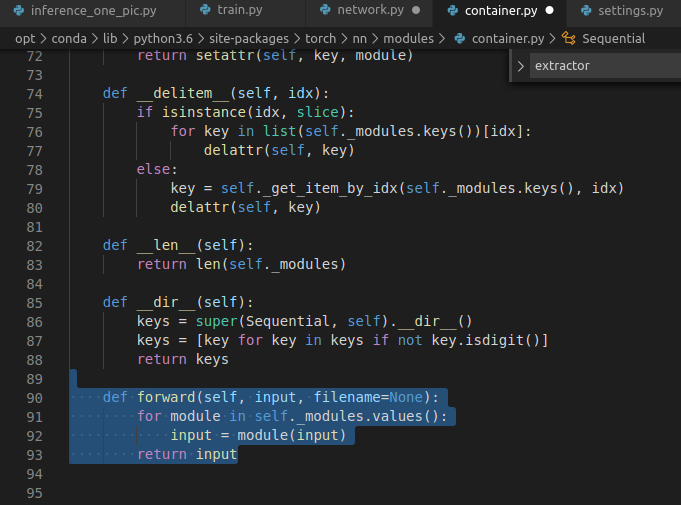 inference_one_pic.py train.py network.py container.py settings.py
opt > conda > lib > python3.6 > site-packages > torch > nn > modules > container.py > Sequential
extractor
72 return setattr(self, key, module)
73
74 def __delitem__(self, idx):
75 if isinstance(idx, slice):
76 for key in list(self._modules.keys())[idx]:
77 delattr(self, key)
78 else:
79 key = self._get_item_by_idx(self._modules.keys(), idx)
80 delattr(self, key)
81
82 def __len__(self):
83 return len(self._modules)
84
85 def __dir__(self):
86 keys = super(Sequential, self).__dir__()
87 keys = [key for key in keys if not key.isdigit()]
88 return keys
89
90 def forward(self, input, filename=None):
91 for module in self._modules.values():
92 input = module(input)
93 return input
94
95